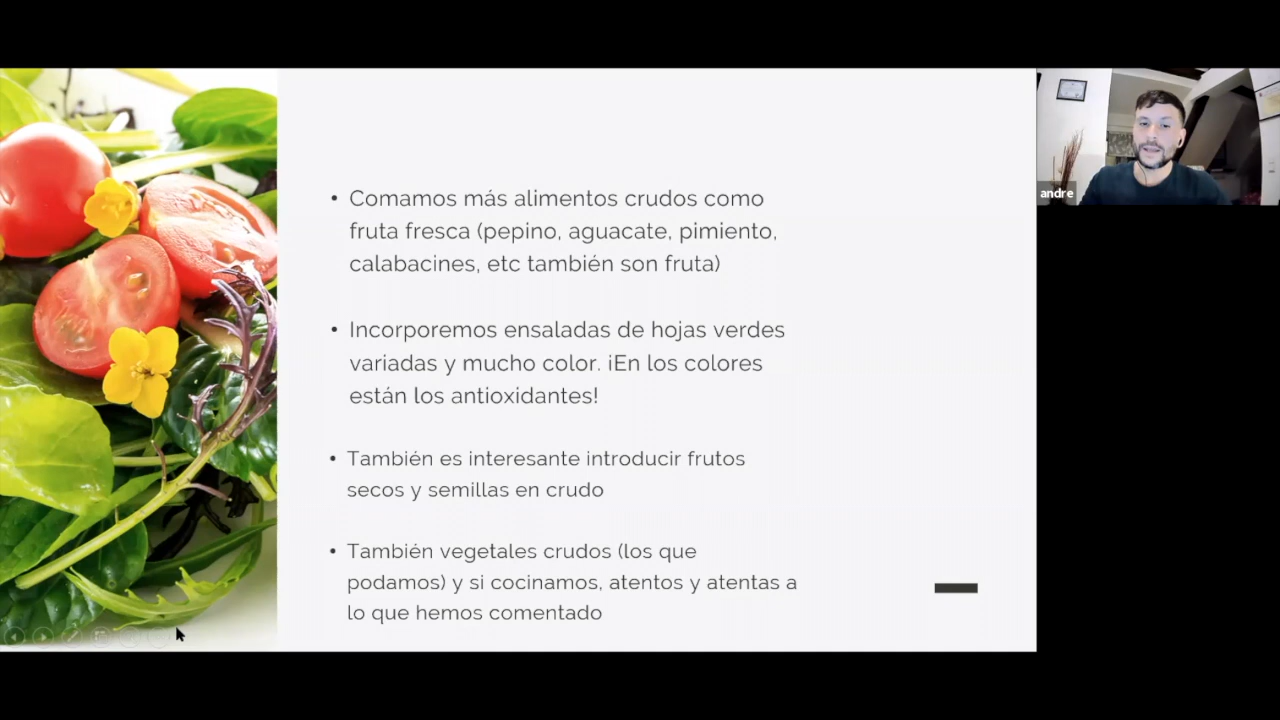 • Comamos más alimentos crudos como
fruta fresca (pepino, aguacate, pimiento,
calabacines, etc también son fruta)
• Incorporemos ensaladas de hojas verdes
variadas y mucho color. ¡En los colores
están los antioxidantes!
• También es interesante introducir frutos
secos y semillas en crudo
• También vegetales crudos (los que
podamos) y si cocinamos, atentos y atentas a
lo que hemos comentado
andre